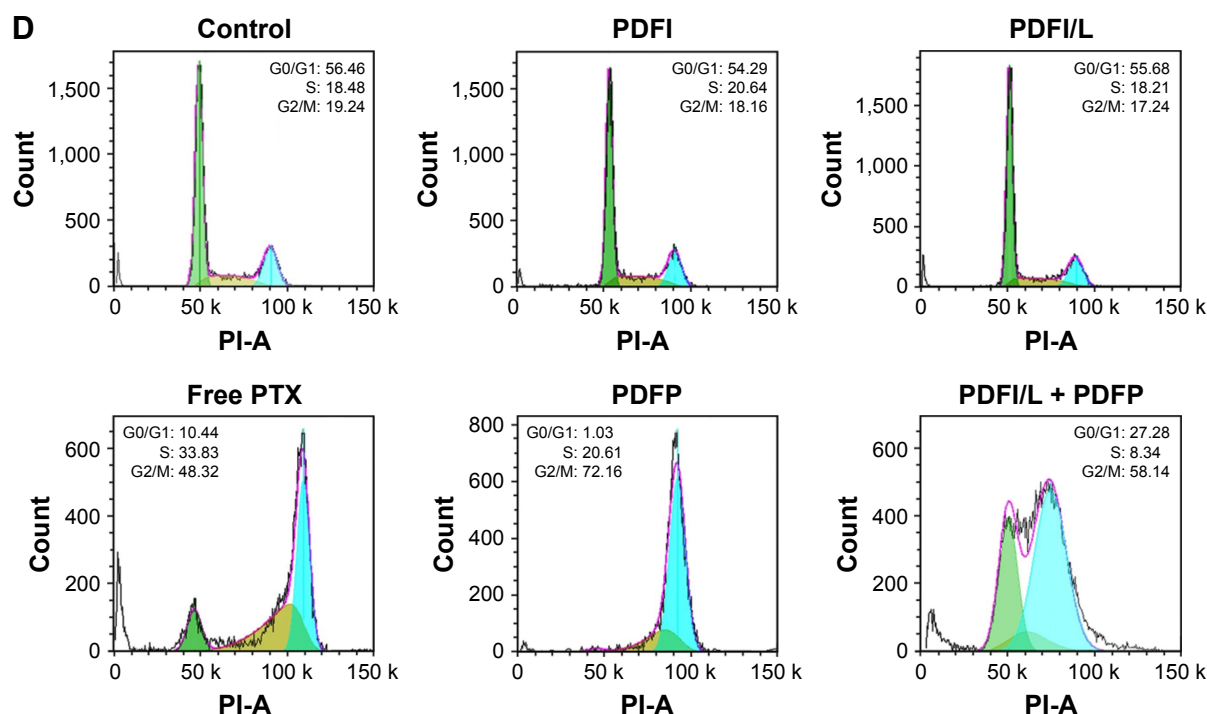 D
Control
PDFI
PDFI/L
G0/G1: 56.46
S: 18.48
G2/M: 19.24
G0/G1: 54.29
S: 20.64
G2/M: 18.16
G0/G1: 55.68
S: 18.21
G2/M: 17.24
Count
1,500
1,000
500
0
0 50 k 100 k 150 k
PI-A
Count
1,500
1,000
500
0
0 50 k 100 k 150 k
PI-A
Count
1,500
1,000
500
0
0 50 k 100 k 150 k
PI-A
Free PTX
PDFP
PDFI/L + PDFP
G0/G1: 10.44
S: 33.83
G2/M: 48.32
G0/G1: 1.03
S: 20.61
G2/M: 72.16
G0/G1: 27.28
S: 8.34
G2/M: 58.14
Count
600
400
200
0
0 50 k 100 k 150 k
PI-A
Count
800
600
400
200
0
0 50 k 100 k 150 k
PI-A
Count
600
400
200
0
0 50 k 100 k 150 k
PI-A